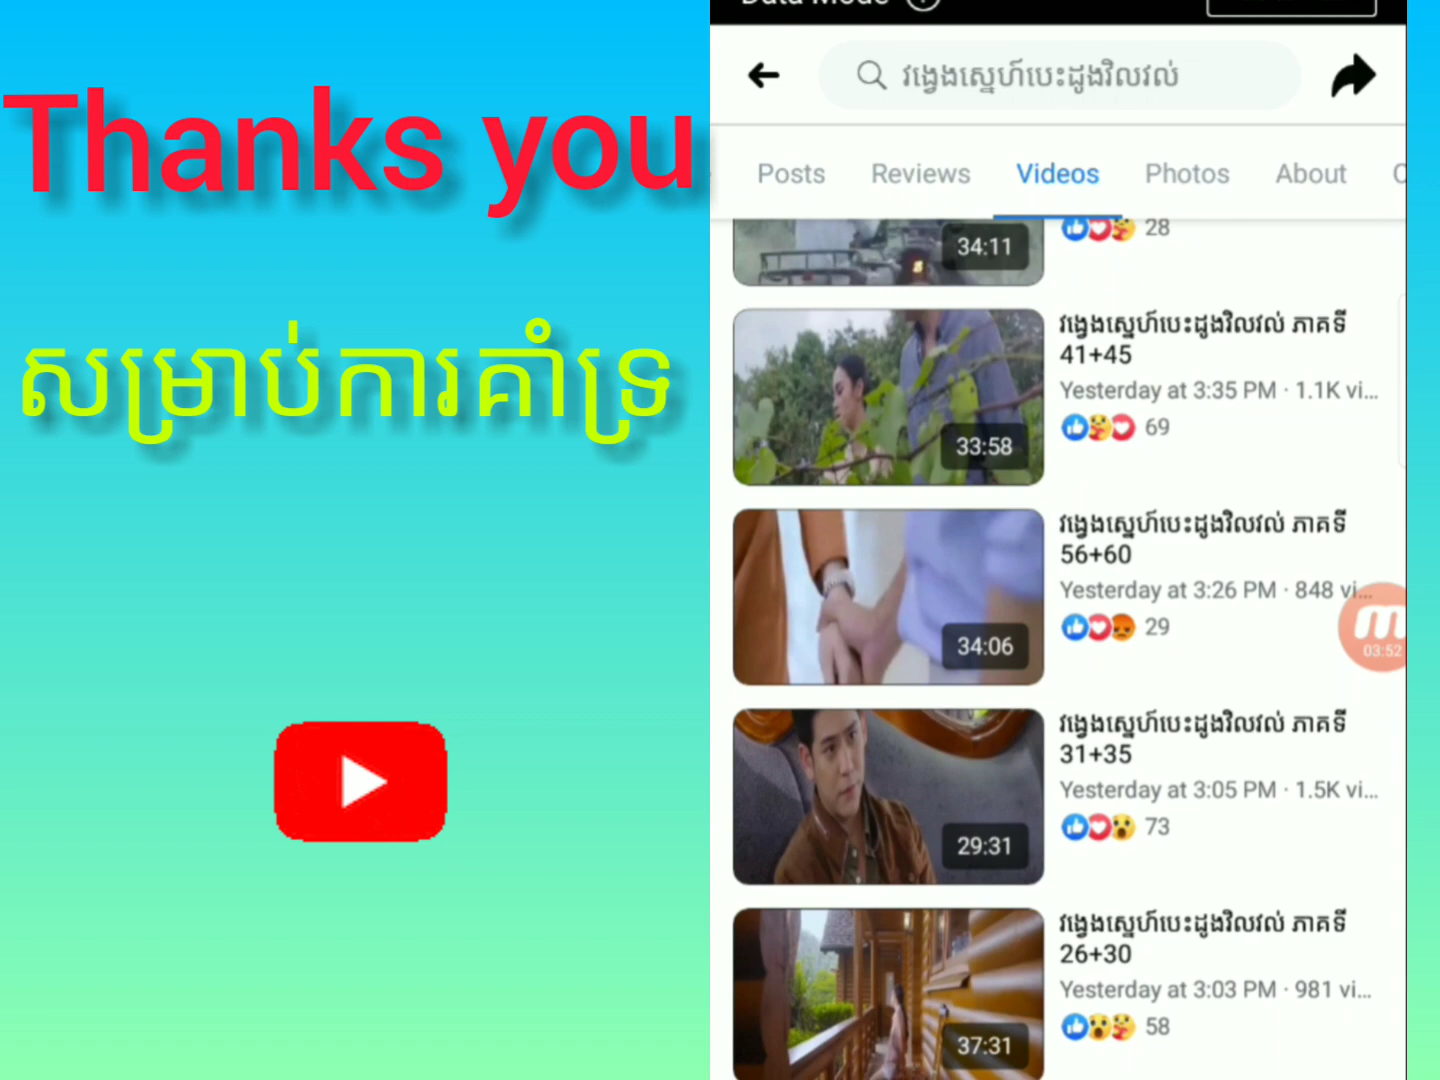 Thanks you
សម្រាប់ការគាំទ្រ
វង្វេងស្នេហ៍បេះដូងវិលវល់
Posts
Reviews
Videos
Photos
About
34:11
28
វង្វេងស្នេហ៍បេះដូងវិលវល់ ភាគទី
41+45
Yesterday at 3:35 PM · 1.1K vi...
69
33:58
វង្វេងស្នេហ៍បេះដូងវិលវល់ ភាគទី
56+60
Yesterday at 3:26 PM · 848 vi...
29
34:06
03:52
វង្វេងស្នេហ៍បេះដូងវិលវល់ ភាគទី
31+35
Yesterday at 3:05 PM · 1.5K vi...
73
29:31
វង្វេងស្នេហ៍បេះដូងវិលវល់ ភាគទី
26+30
Yesterday at 3:03 PM · 981 vi...
58
37:31